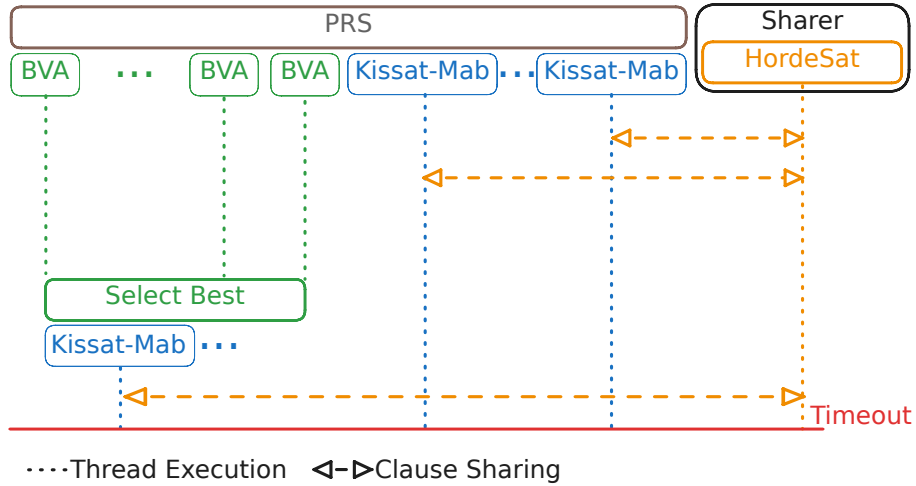 PRS
Sharer
HordeSat
BVA ... BVA BVA Kissat-Mab ... Kissat-Mab
Select Best
Kissat-Mab ...
Timeout
Thread Execution Clause Sharing